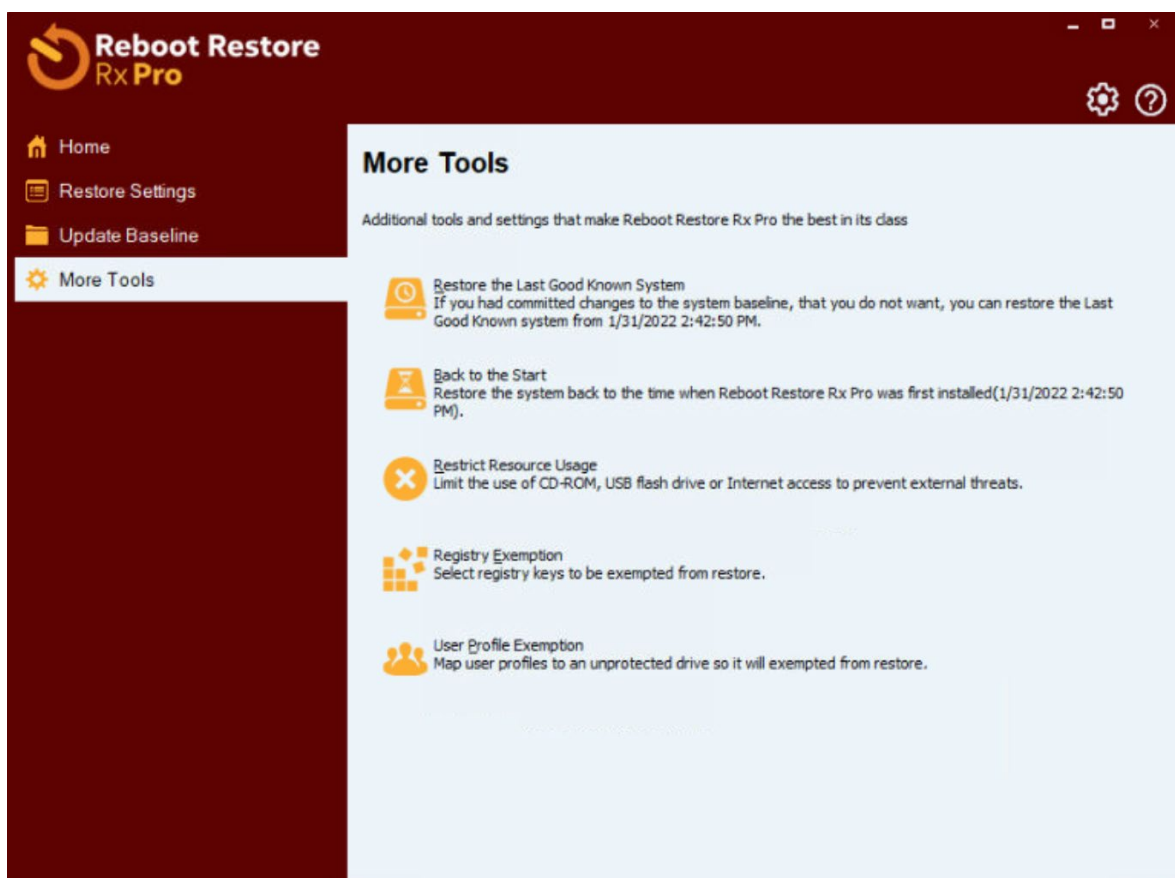 Reboot Restore
Rx Pro
Home
Restore Settings
Update Baseline
More Tools
More Tools
Additional tools and settings that make Reboot Restore Rx Pro the best in its class
Restore the Last Good Known System
If you had committed changes to the system baseline, that you do not want, you can restore the Last
Good Known system from 1/31/2022 2:42:50 PM.
Back to the Start
Restore the system back to the time when Reboot Restore Rx Pro was first installed(1/31/2022 2:42:50
PM).
Restrict Resource Usage
Limit the use of CD-ROM, USB flash drive or Internet access to prevent external threats.
Registry Exemption
Select registry keys to be exempted from restore.
User Profile Exemption
Map user profiles to an unprotected drive so it will exempted from restore.